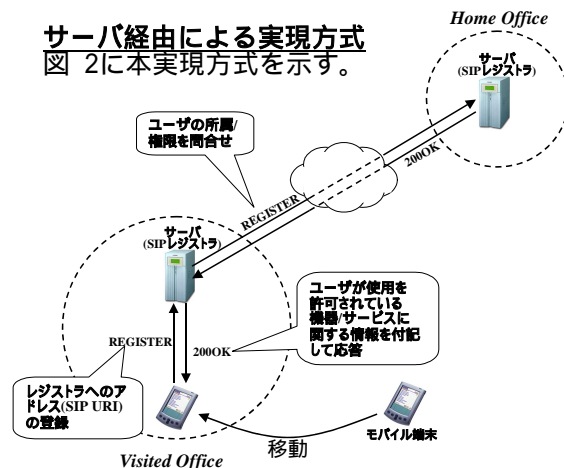 サーバ経由による実現方式
図 2に本実現方式を示す。
Home Office
サーバ
(SIPレジストラ)
ユーザの所属/
権限を問合せ
200OK
REGISTER
サーバ
(SIPレジストラ)
ユーザが使用を
許可されている
機器/サービスに
関する情報を付記
して応答
REGISTER
200OK
レジストラへのア
ドレス(SIP URI)
の登録
モバイル端末
移動
Visited Office